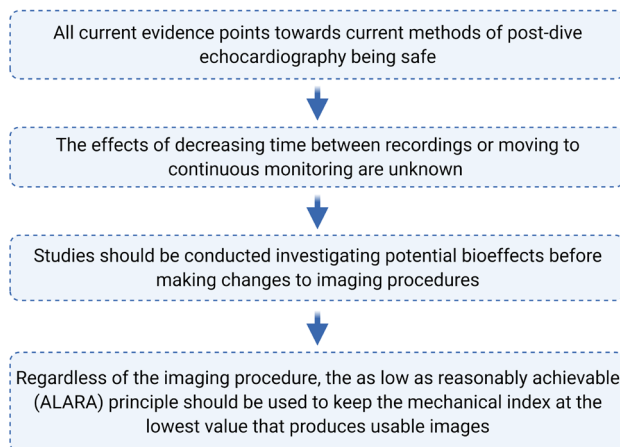 All current evidence points towards current methods of post-dive
echocardiography being safe
The effects of decreasing time between recordings or moving to
continuous monitoring are unknown
Studies should be conducted investigating potential bioeffects before
making changes to imaging procedures
Regardless of the imaging procedure, the as low as reasonably achievable
(ALARA) principle should be used to keep the mechanical index at the
lowest value that produces usable images